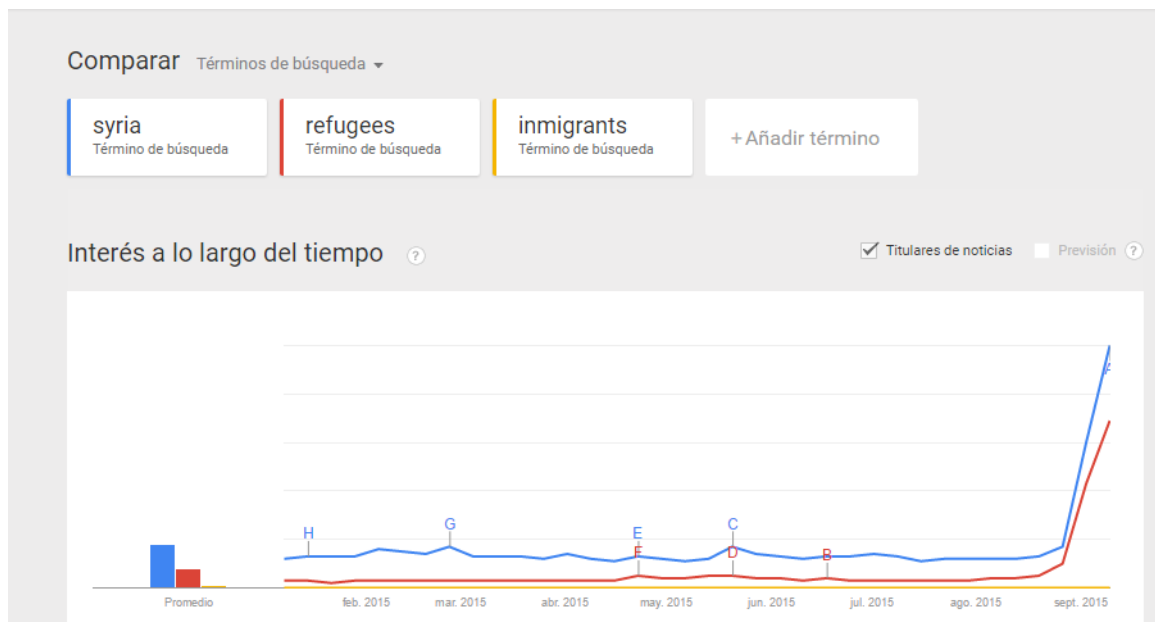 Comparar Términos de búsqueda
syria
Término de búsqueda
refugees
Término de búsqueda
inmigrants
Término de búsqueda
+Añadir término
Interés a lo largo del tiempo ?
Titulares de noticias Previsión ?
A
H G E C
F D B
Promedio feb. 2015 mar. 2015 abr. 2015 may. 2015 jun. 2015 jul. 2015 ago. 2015 sept. 2015